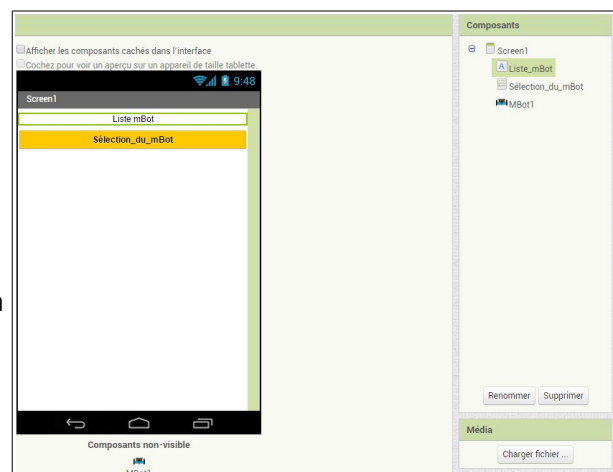 Composants
Afficher les composants cachés dans l'interface
Cochez pour voir un aperçu sur un appareil de taille tablette.
9:48
Screen1
Liste mBot
Sélection_du_mBot
Screen1
Liste_mBot
Sélection_du_mBot
MBot1
Renommer Supprimer
Média
Charger fichier ...
Composants non-visible
MBot1